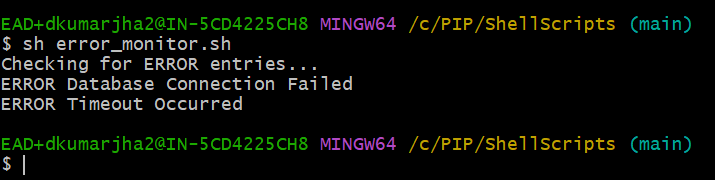 EAD+dkumarjha2@IN-5CD4225CH8 MINGW64 /c/PIP/ShellScripts (main)
$ sh error_monitor.sh
Checking for ERROR entries...
ERROR Database Connection Failed
ERROR Timeout Occurred
EAD+dkumarjha2@IN-5CD4225CH8 MINGW64 /c/PIP/ShellScripts (main)
$